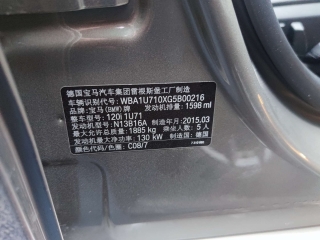 德国宝马汽车集团雷根斯堡工厂制造
车辆识别代号: WBA1U710XG5B00216
品牌: 宝马(BMW)牌 发动机排量: 1598 ml
整车型号: 120i 1U71
发动机型号: N13B16A 制造年月: 2015.03
最大允许总质量: 1885 kg 乘坐人数: 5 人
发动机最大净功率: 130 kW 制造国: 德国
颜色代码/色圈: C08/7